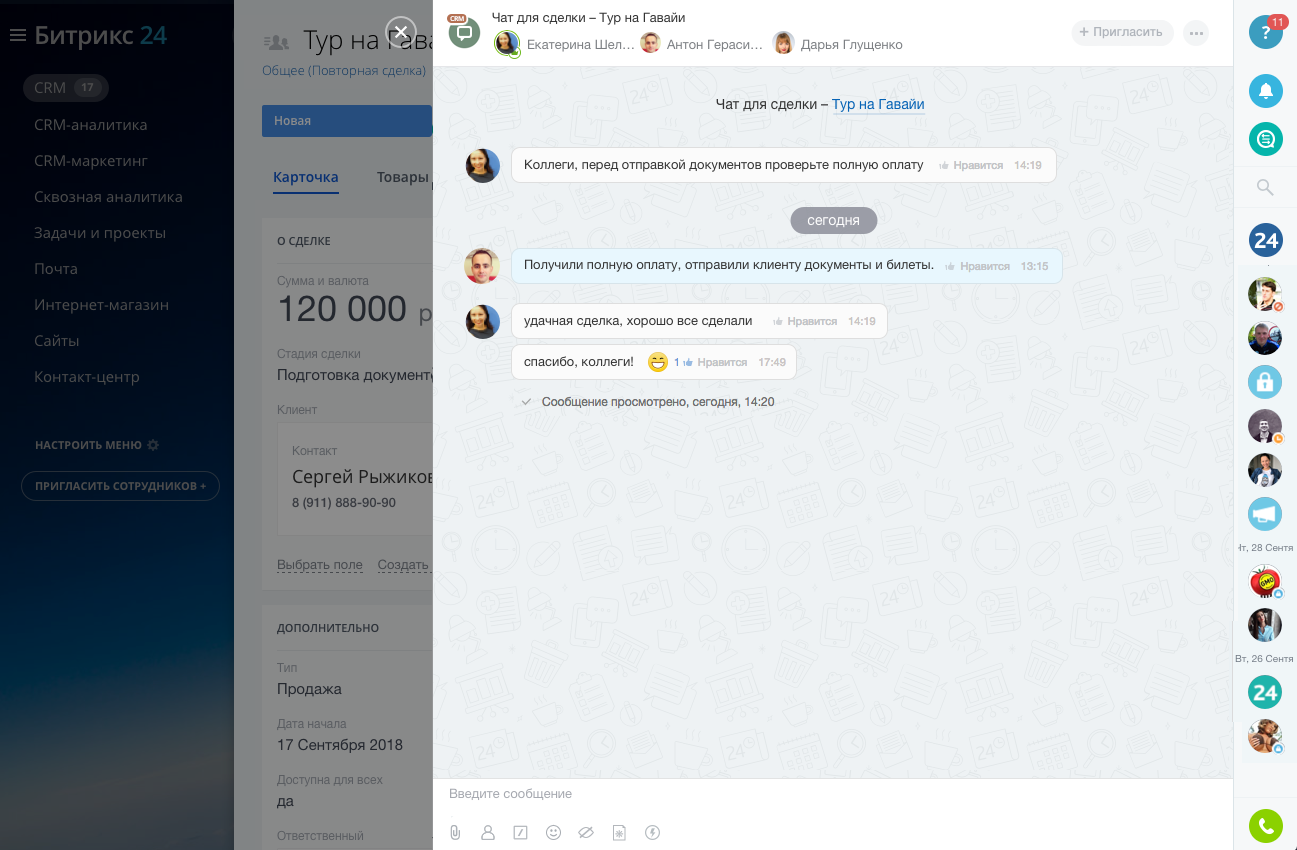 Битрикс 24
CRM 17
CRM-аналитика
CRM-маркетинг
Сквозная аналитика
Задачи и проекты
Почта
Интернет-магазин
Сайты
Контакт-центр
НАСТРОИТЬ МЕНЮ
ПРИГЛАСИТЬ СОТРУДНИКОВ +
Тур на Гава
Общее (Повторная сделка)
Новая
Карточка Товары
О СДЕЛКЕ
Сумма и валюта
120 000 р
Стадия сделки
Подготовка документ
Клиент
Контакт
Сергей Рыжиков
8 (911) 888-90-90
Выбрать поле Создать
ДОПОЛНИТЕЛЬНО
Тип
Продажа
Дата начала
17 Сентября 2018
Доступна для всех
да
Ответственный
CRM
Чат для сделки – Тур на Гавайи
Екатерина Шел... Антон Гераси... Дарья Глущенко
+ Пригласить
Чат для сделки – Тур на Гавайи
Коллеги, перед отправкой документов проверьте полную оплату Нравится 14:19
сегодня
Получили полную оплату, отправили клиенту документы и билеты. Нравится 13:15
удачная сделка, хорошо все сделали Нравится 14:19
спасибо, коллеги! 1 Нравится 17:49
Сообщение просмотрено, сегодня, 14:20
Введите сообщение
? 11
24
Чт, 28 Сентя
GMO
Вт, 26 Сентя
24